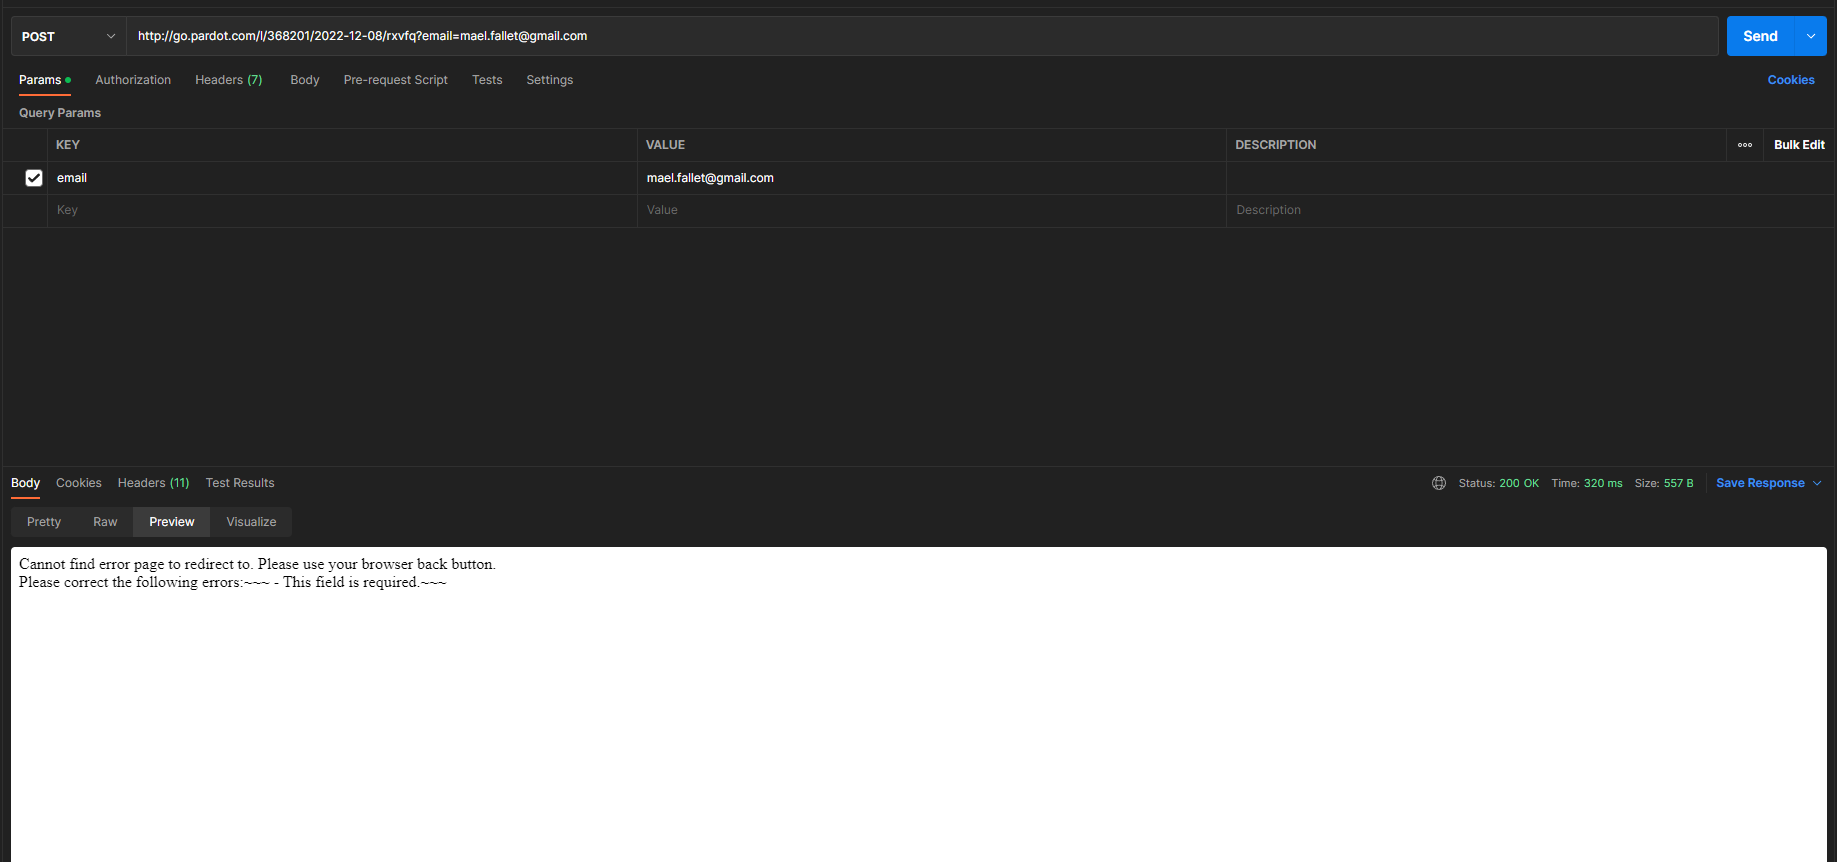 POST
http://go.pardot.com/l/368201/2022-12-08/rxvfq?email=mael.fallet@gmail.com
Send
Params
Authorization
Headers (7)
Body
Pre-request Script
Tests
Settings
Cookies
Query Params
KEY
VALUE
DESCRIPTION
Bulk Edit
email
mael.fallet@gmail.com
Key
Value
Description
Body
Cookies
Headers (11)
Test Results
Status: 200 OK
Time: 320 ms
Size: 557 B
Save Response
Pretty
Raw
Preview
Visualize
Cannot find error page to redirect to. Please use your browser back button.
Please correct the following errors:~~~ - This field is required.~~~